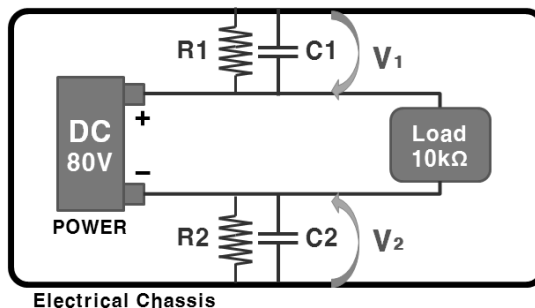 R1
C1
V1
+
DC
80V
Load
10kΩ
−
POWER
R2
C2
V2
Electrical Chassis